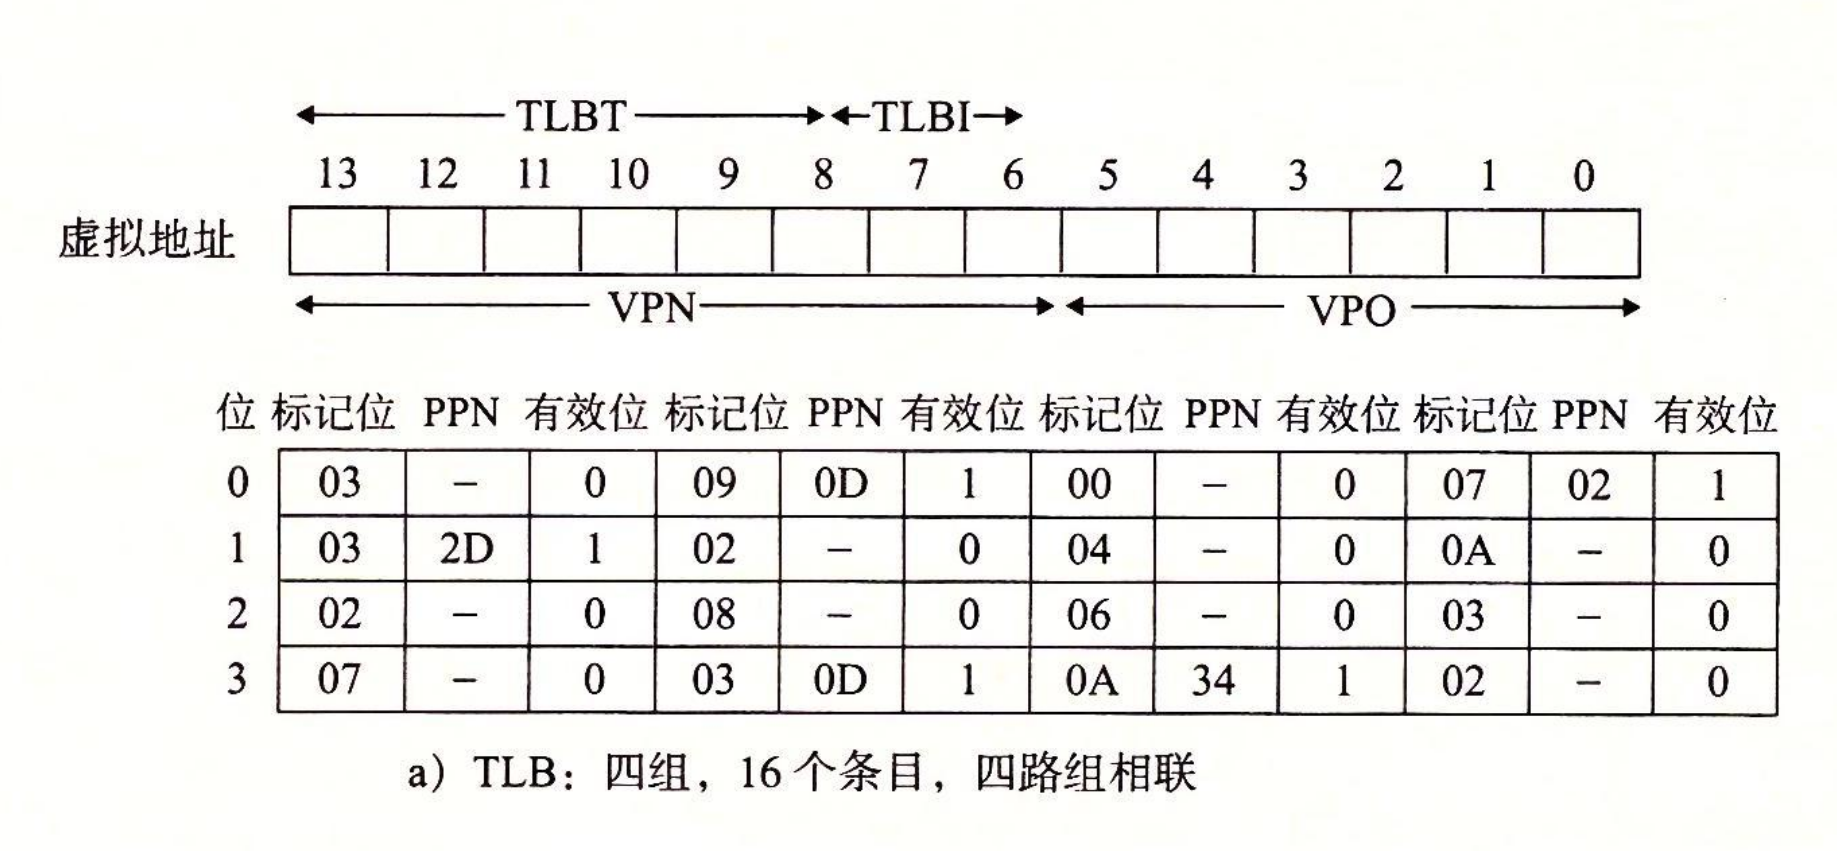 TLBT TLBI
13 12 11 10 9 8 7 6 5 4 3 2 1 0
虚拟地址
VPN VPO
位 标记位 PPN 有效位 标记位 PPN 有效位 标记位 PPN 有效位 标记位 PPN 有效位
0 03 – 0 09 0D 1 00 – 0 07 02 1
1 03 2D 1 02 – 0 04 – 0 0A – 0
2 02 – 0 08 – 0 06 – 0 03 – 0
3 07 – 0 03 0D 1 0A 34 1 02 – 0
a) TLB：四组，16个条目，四路组相联